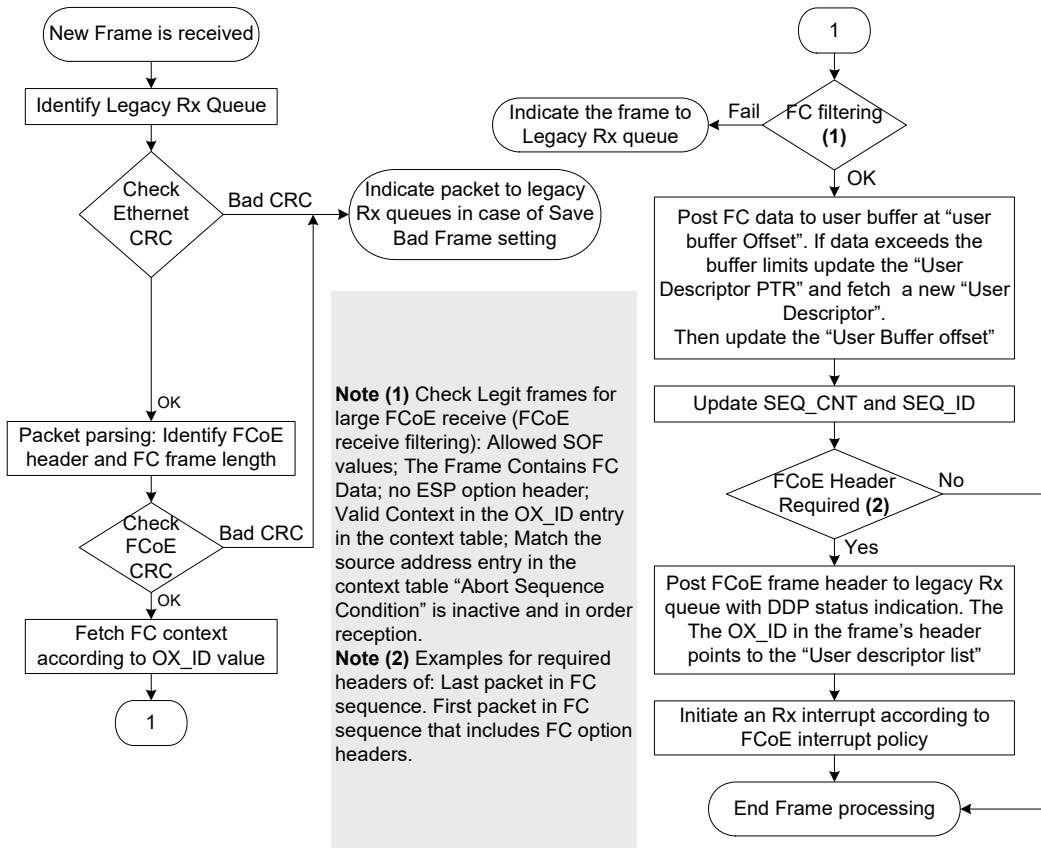 New Frame is received
Identify Legacy Rx Queue
Check
Ethernet
CRC
Bad CRC
Indicate packet to legacy
Rx queues in case of Save
Bad Frame setting
OK
Packet parsing: Identify FCoE
header and FC frame length
Check
FCoE
CRC
Bad CRC
OK
Fetch FC context
according to OX_ID value
1
Note (1) Check Legit frames for
large FCoE receive (FCoE
receive filtering): Allowed SOF
values; The Frame Contains FC
Data; no ESP option header;
Valid Context in the OX_ID entry
in the context table; Match the
source address entry in the
context table “Abort Sequence
Condition” is inactive and in order
reception.
Note (2) Examples for required
headers of: Last packet in FC
sequence. First packet in FC
sequence that includes FC option
headers.
1
FC filtering
(1)
Fail
Indicate the frame to
Legacy Rx queue
OK
Post FC data to user buffer at “user
buffer Offset”. If data exceeds the
buffer limits update the “User
Descriptor PTR” and fetch a new “User
Descriptor”.
Then update the “User Buffer offset”
Update SEQ_CNT and SEQ_ID
FCoE Header
Required (2)
No
Yes
Post FCoE frame header to legacy Rx
queue with DDP status indication. The
The OX_ID in the frame’s header
points to the “User descriptor list”
Initiate an Rx interrupt according to
FCoE interrupt policy
End Frame processing